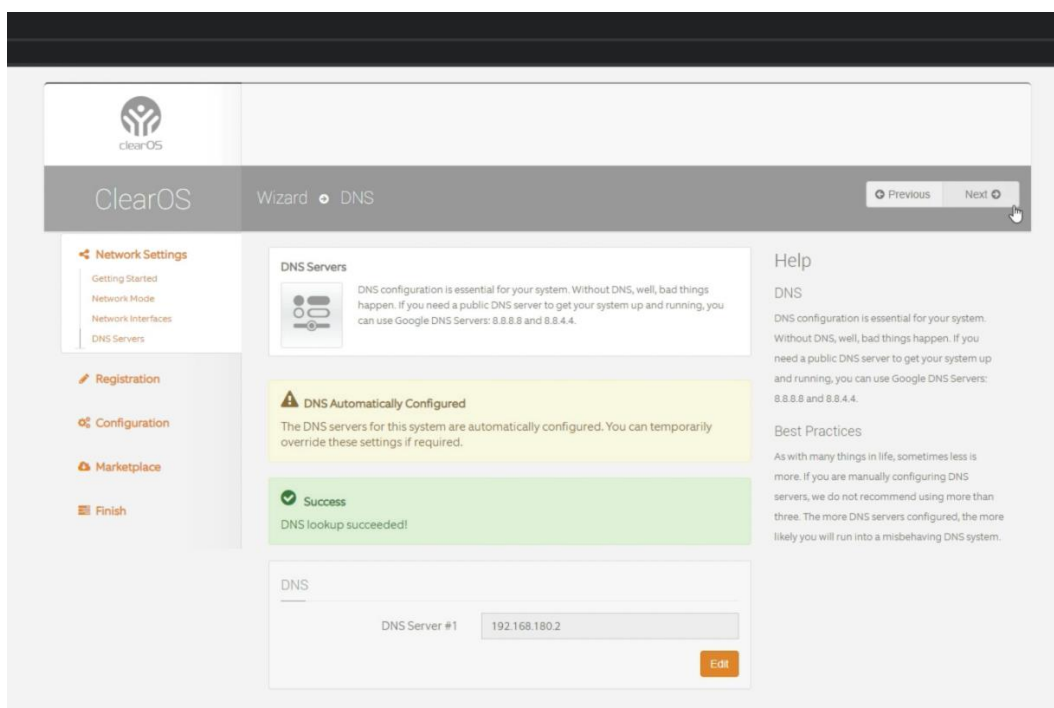 clearOS
ClearOS
Wizard DNS
Previous
Next
Network Settings
Getting Started
Network Mode
Network Interfaces
DNS Servers
Registration
Configuration
Marketplace
Finish
DNS Servers
DNS configuration is essential for your system. Without DNS, well, bad things
happen. If you need a public DNS server to get your system up and running, you
can use Google DNS Servers: 8.8.8.8 and 8.8.4.4.
DNS Automatically Configured
The DNS servers for this system are automatically configured. You can temporarily
override these settings if required.
Success
DNS lookup succeeded!
DNS
DNS Server #1
192.168.180.2
Edit
Help
DNS
DNS configuration is essential for your system.
Without DNS, well, bad things happen. If you
need a public DNS server to get your system up
and running, you can use Google DNS Servers:
8.8.8.8 and 8.8.4.4.
Best Practices
As with many things in life, sometimes less is
more. If you are manually configuring DNS
servers, we do not recommend using more than
three. The more DNS servers configured, the more
likely you will run into a misbehaving DNS system.